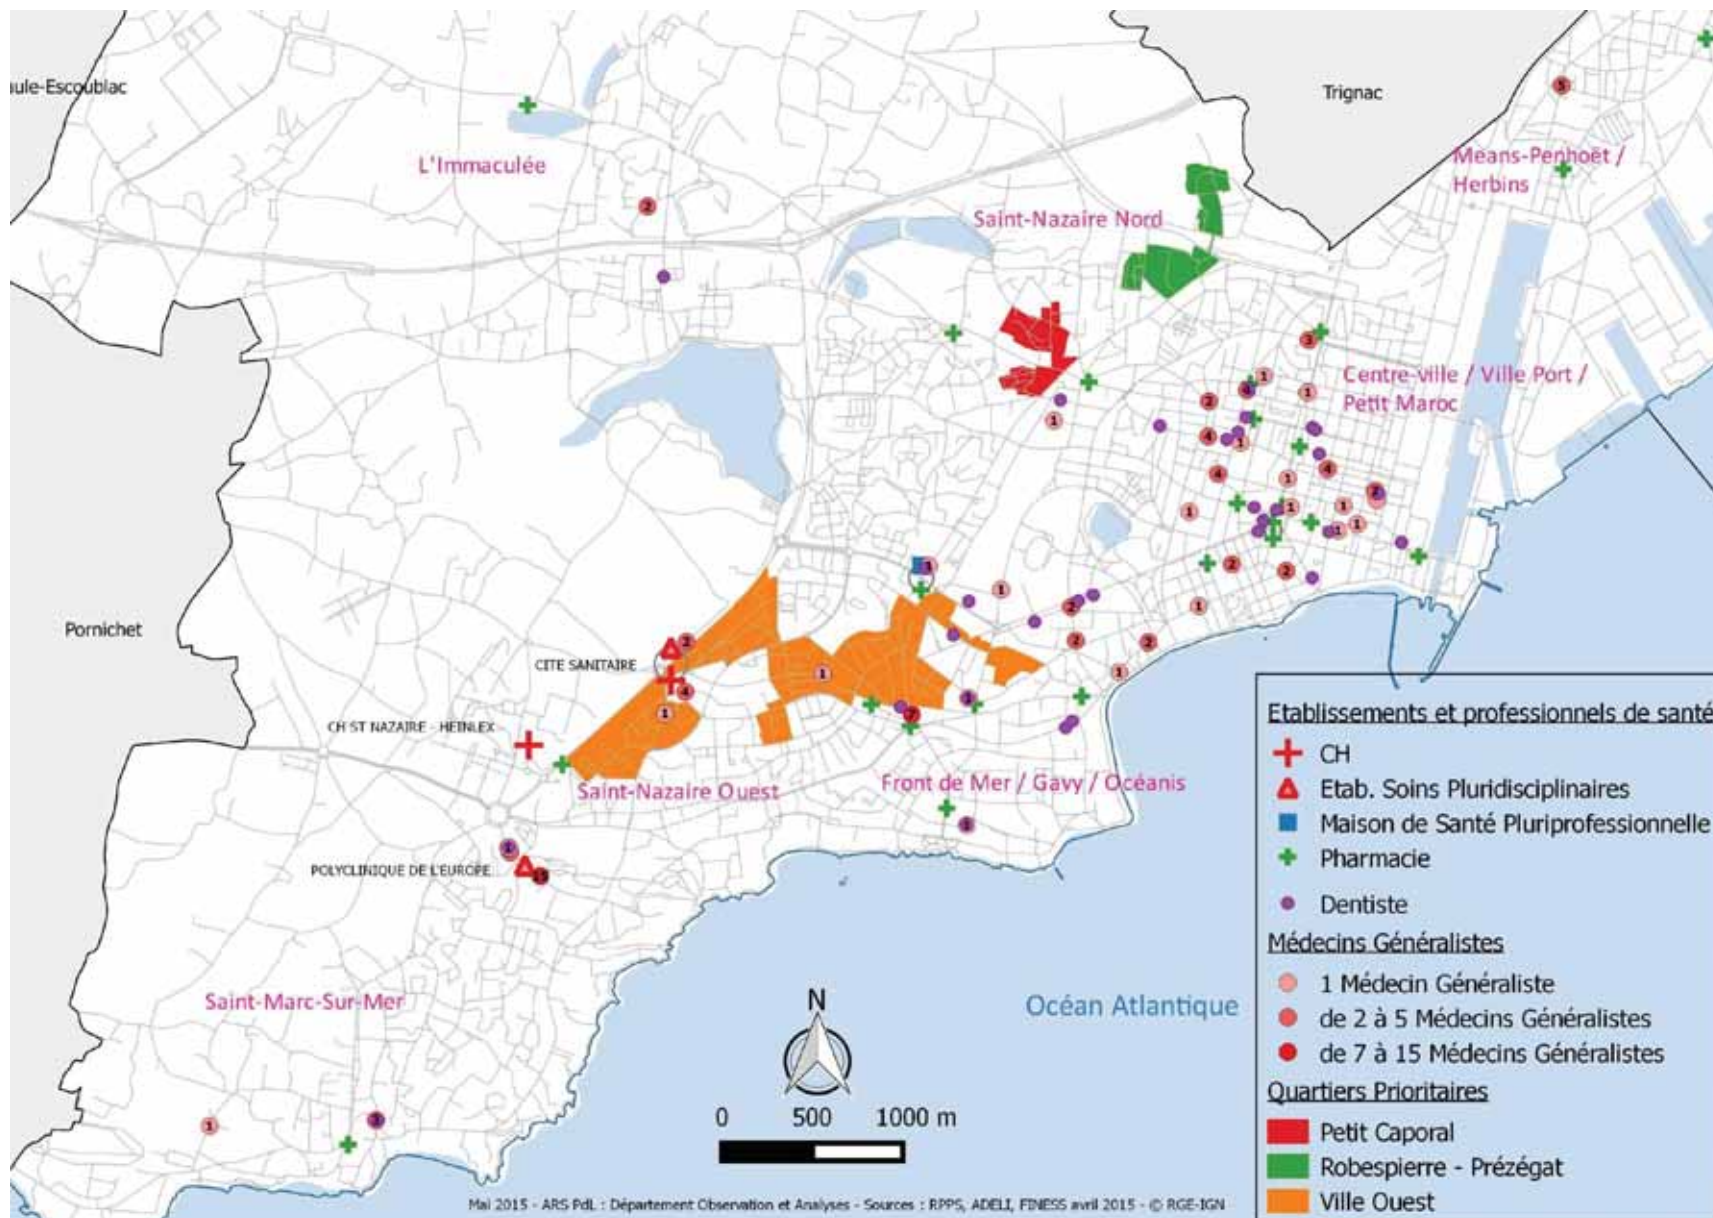 aule-Escoublac
Trignac
L'Immaculée
Means-Penhoët /
Herbins
Saint-Nazaire Nord
Centre-ville / Ville Port /
Petit Maroc
Pornichet
CITE SANITAIRE
CH ST NAZAIRE - HEINLEX
Saint-Nazaire Ouest
Front de Mer / Gavy / Océanis
POLYCLINIQUE DE L'EUROPE
Saint-Marc-Sur-Mer
Océan Atlantique
N
0 500 1000 m
Etablissements et professionnels de santé
CH
Etab. Soins Pluridisciplinaires
Maison de Santé Pluriprofessionnelle
Pharmacie
Dentiste
Médecins Généralistes
1 Médecin Généraliste
de 2 à 5 Médecins Généralistes
de 7 à 15 Médecins Généralistes
Quartiers Prioritaires
Petit Caporal
Robespierre - Prézégat
Ville Ouest
Mai 2015 - ARS PdL : Département Observation et Analyses - Sources : RPPS, ADELI, FINESS avril 2015 - © RGE-IGN